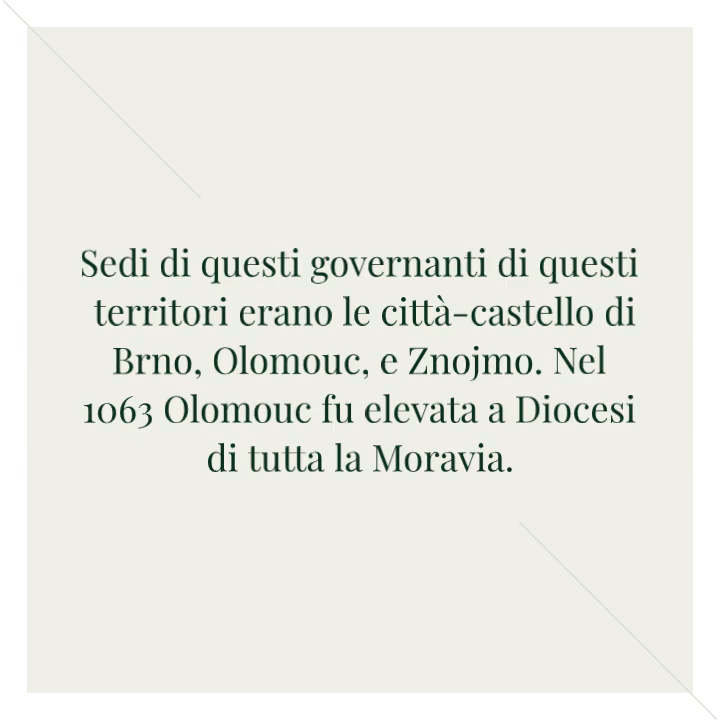 Sedi di questi governanti di questi
territori erano le città-castello di
Brno, Olomouc, e Znojmo. Nel
1063 Olomouc fu elevata a Diocesi
di tutta la Moravia.